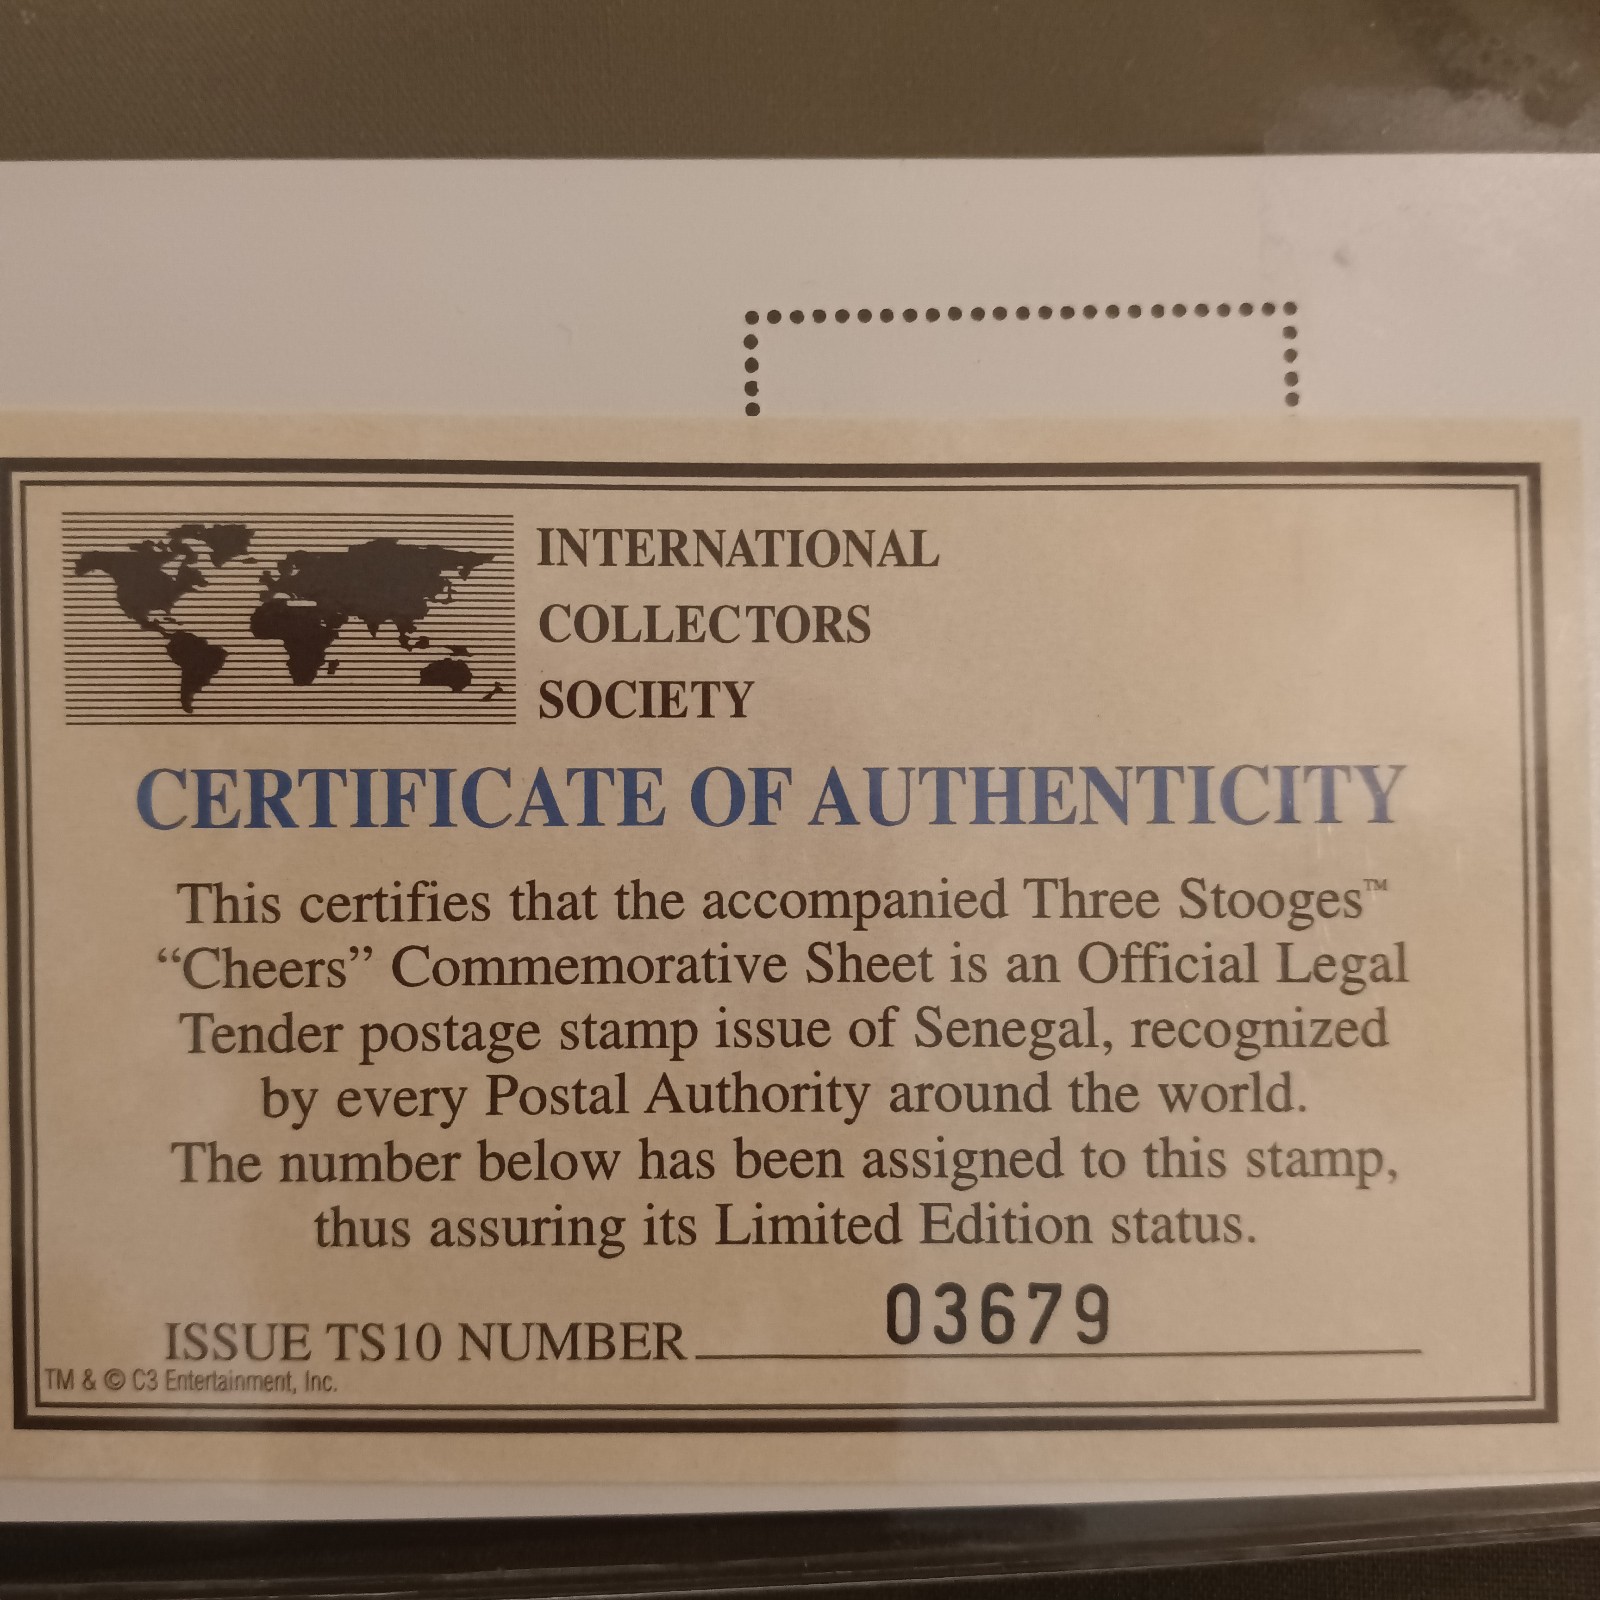 INTERNATIONAL
COLLECTORS
SOCIETY
CERTIFICATE OF AUTHENTICITY
This certifies that the accompanied Three Stooges™
“Cheers” Commemorative Sheet is an Official Legal
Tender postage stamp issue of Senegal, recognized
by every Postal Authority around the world.
The number below has been assigned to this stamp,
thus assuring its Limited Edition status.
ISSUE TS10 NUMBER 03679
TM & © C3 Entertainment, Inc.